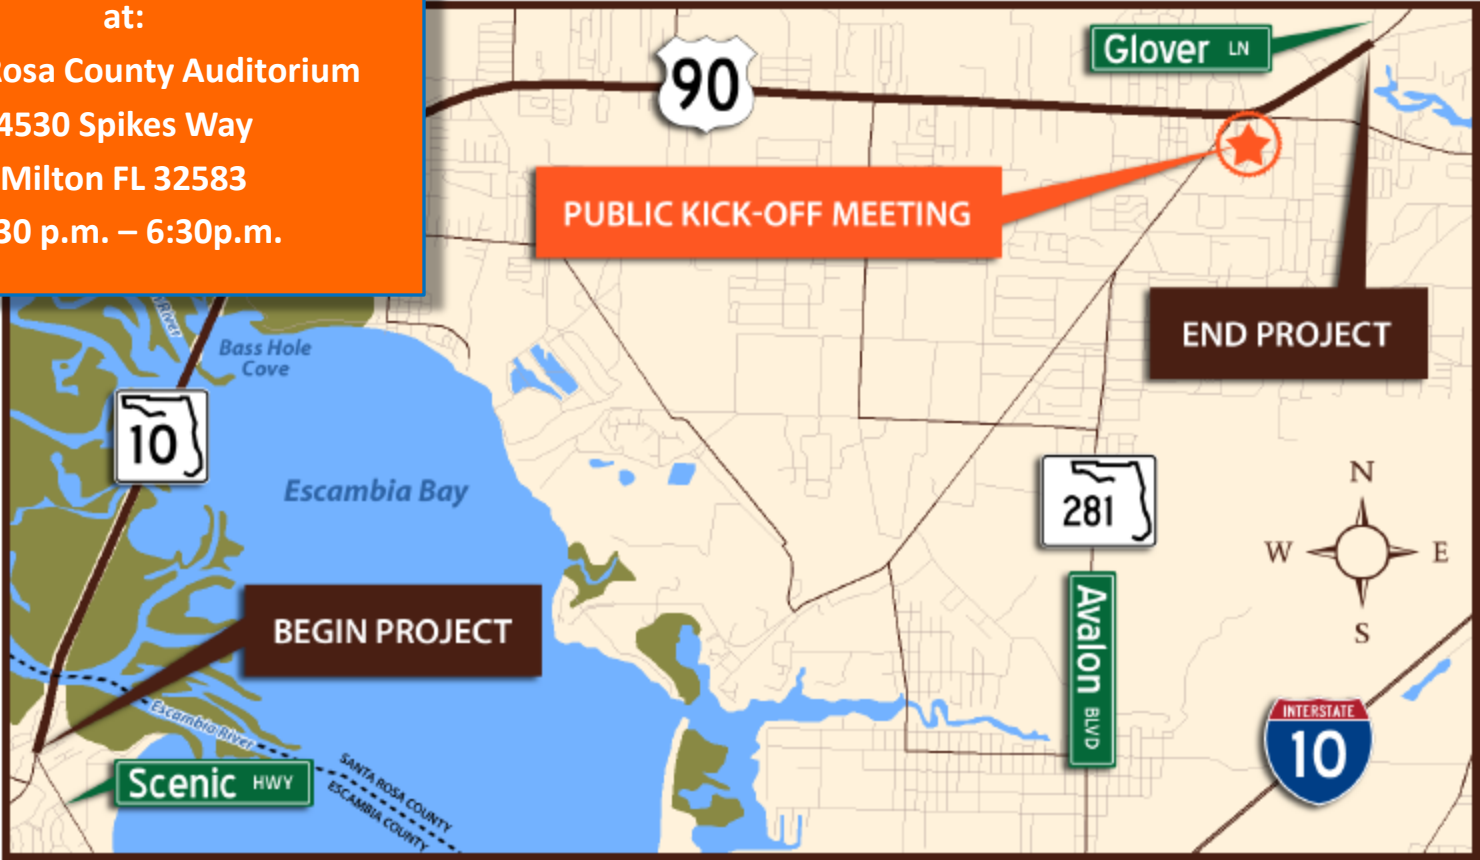 at:
Rosa County Auditorium
4530 Spikes Way
Milton FL 32583
30 p.m. – 6:30p.m.
90
Glover LN
PUBLIC KICK-OFF MEETING
END PROJECT
River
Bass Hole
Cove
10
Escambia Bay
281
N
W E
S
BEGIN PROJECT
Avalon BLVD
Escambia River
INTERSTATE
10
Scenic HWY
SANTA ROSA COUNTY
ESCAMBIA COUNTY